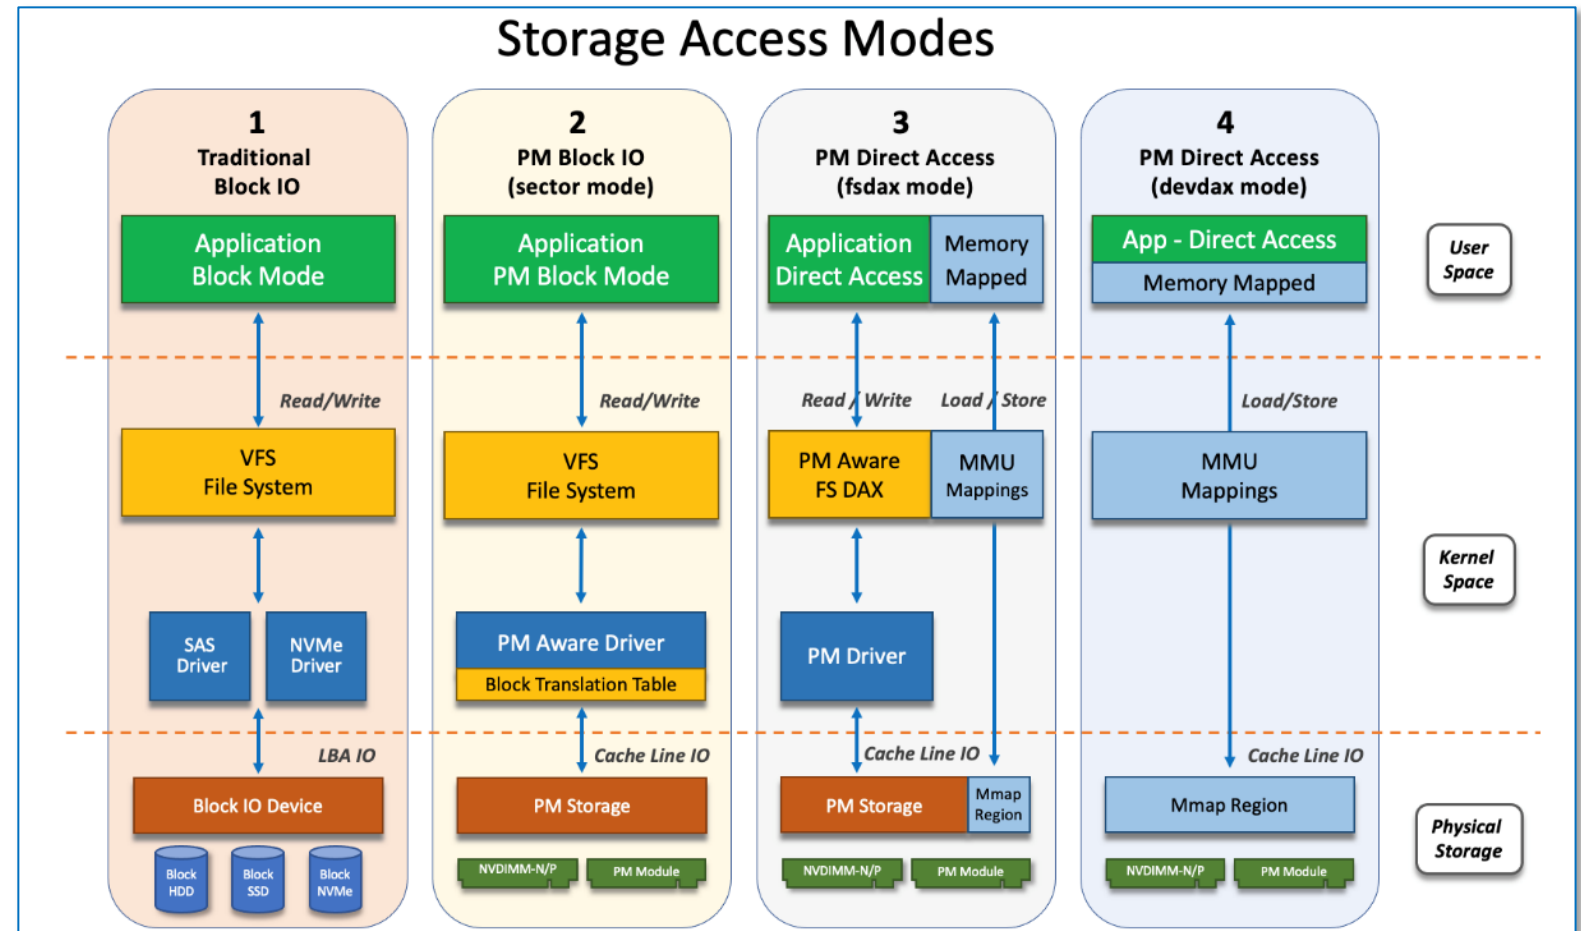 Storage Access Modes
1
Traditional
Block IO
Application
Block Mode
Read/Write
VFS
File System
SAS
Driver
NVMe
Driver
LBA IO
Block IO Device
Block
HDD
Block
SSD
Block
NVMe
2
PM Block IO
(sector mode)
Application
PM Block Mode
Read/Write
VFS
File System
PM Aware Driver
Block Translation Table
Cache Line IO
PM Storage
NVDIMM-N/P
PM Module
3
PM Direct Access
(fsdax mode)
Application
Direct Access
Memory
Mapped
Read / Write
Load / Store
PM Aware
FS DAX
MMU
Mappings
PM Driver
Cache Line IO
PM Storage
Mmap
Region
NVDIMM-N/P
PM Module
4
PM Direct Access
(devdax mode)
App - Direct Access
Memory Mapped
Load/Store
MMU
Mappings
Cache Line IO
Mmap Region
NVDIMM-N/P
PM Module
User
Space
Kernel
Space
Physical
Storage